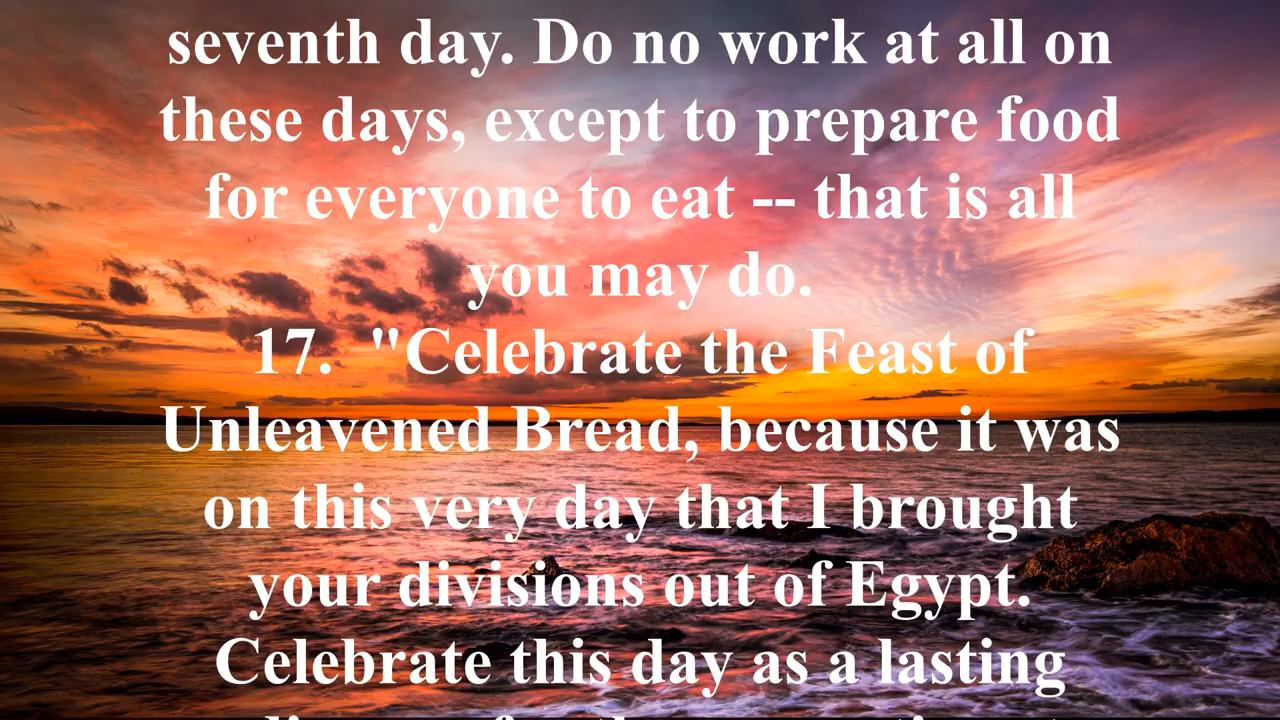 seventh day. Do no work at all on
these days, except to prepare food
for everyone to eat -- that is all
you may do.
17.  "Celebrate the Feast of
Unleavened Bread, because it was
on this very day that I brought
your divisions out of Egypt.
Celebrate this day as a lasting